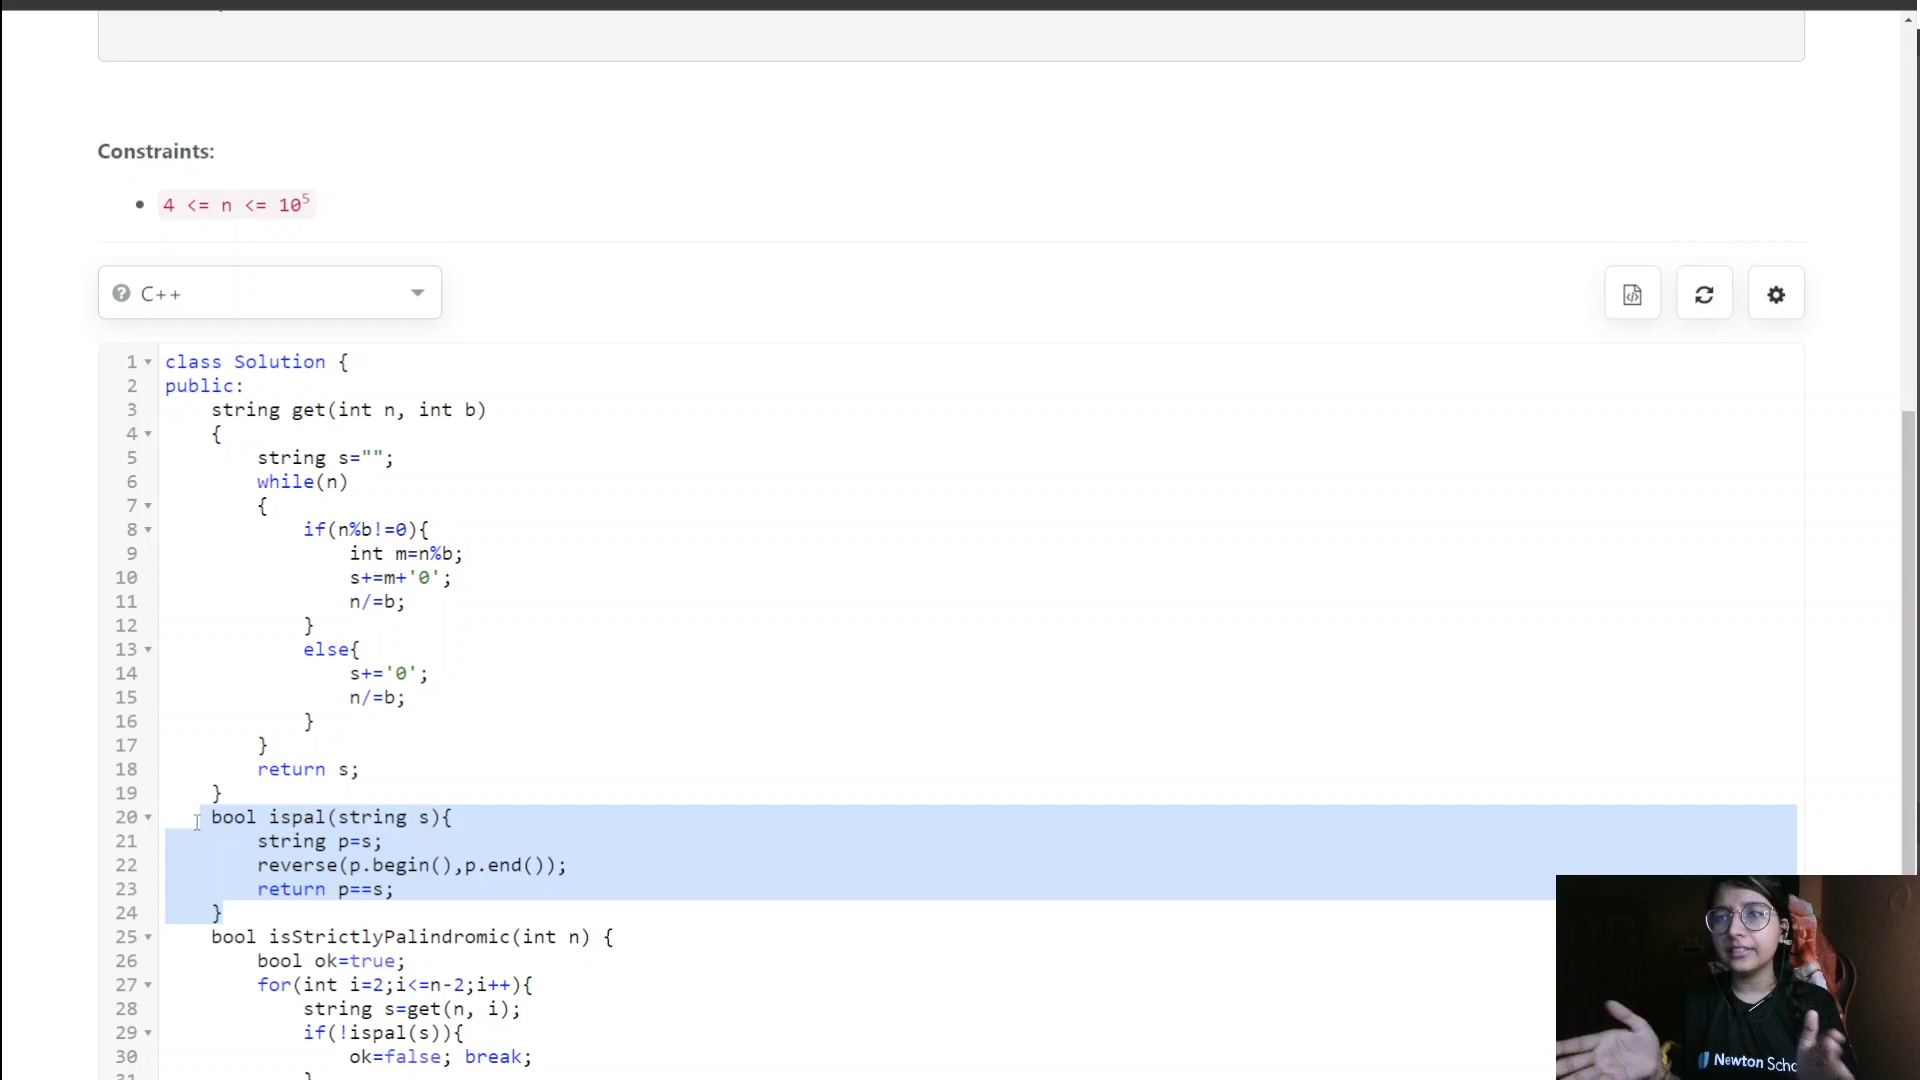 Constraints:
4 <= n <= 10^5
C++
1 class Solution {
2 public:
3 string get(int n, int b)
4 {
5 string s="";
6 while(n)
7 {
8 if(n%b!=0){
9 int m=n%b;
10 s+=m+'0';
11 n/=b;
12 }
13 else{
14 s+='0';
15 n/=b;
16 }
17 }
18 return s;
19 }
20 bool ispal(string s){
21 string p=s;
22 reverse(p.begin(),p.end());
23 return p==s;
24 }
25 bool isStrictlyPalindromic(int n) {
26 bool ok=true;
27 for(int i=2;i<=n-2;i++){
28 string s=get(n, i);
29 if(!ispal(s)){
30 ok=false; break;
31 }
Newton Scho